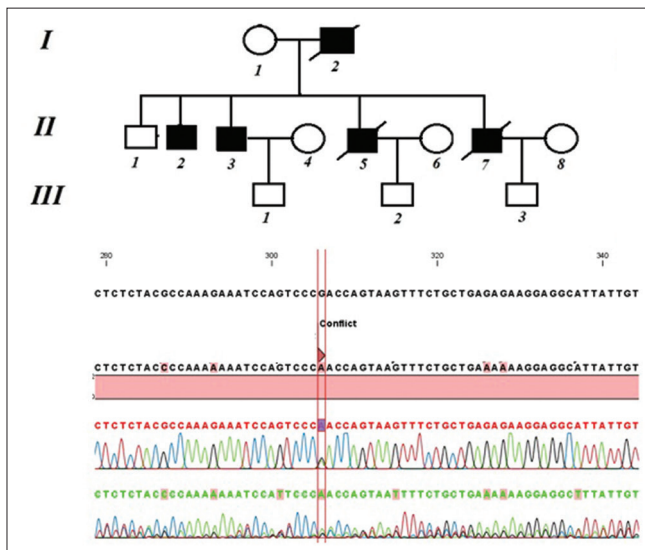 I
1 2
II
1 2 3 4 5 6 7 8
III
1 2 3
280 300 320 340
CTCTCTACGCCAAAGAAATCCAGTCCCGACCAGTAAGTTTCTGCTGAGAGAAGGAGGCATTATTGT
Conflict
CTCTCTACCCCAAAAAAATCCAGTCCCAACCAGTAAGTTTCTGCTGAAAAAAGGAGGCATTATTGT
CTCTCTACGCCAAAGAAATCCAGTCCCAACCAGTAAGTTTCTGCTGAGAGAAGGAGGCATTATTGT
CTCTCTACCCCAAAAAAATCCATTCCCAACCAGTAATTTTCTGCTGAAAAAAGGAGGCTTTATTGT